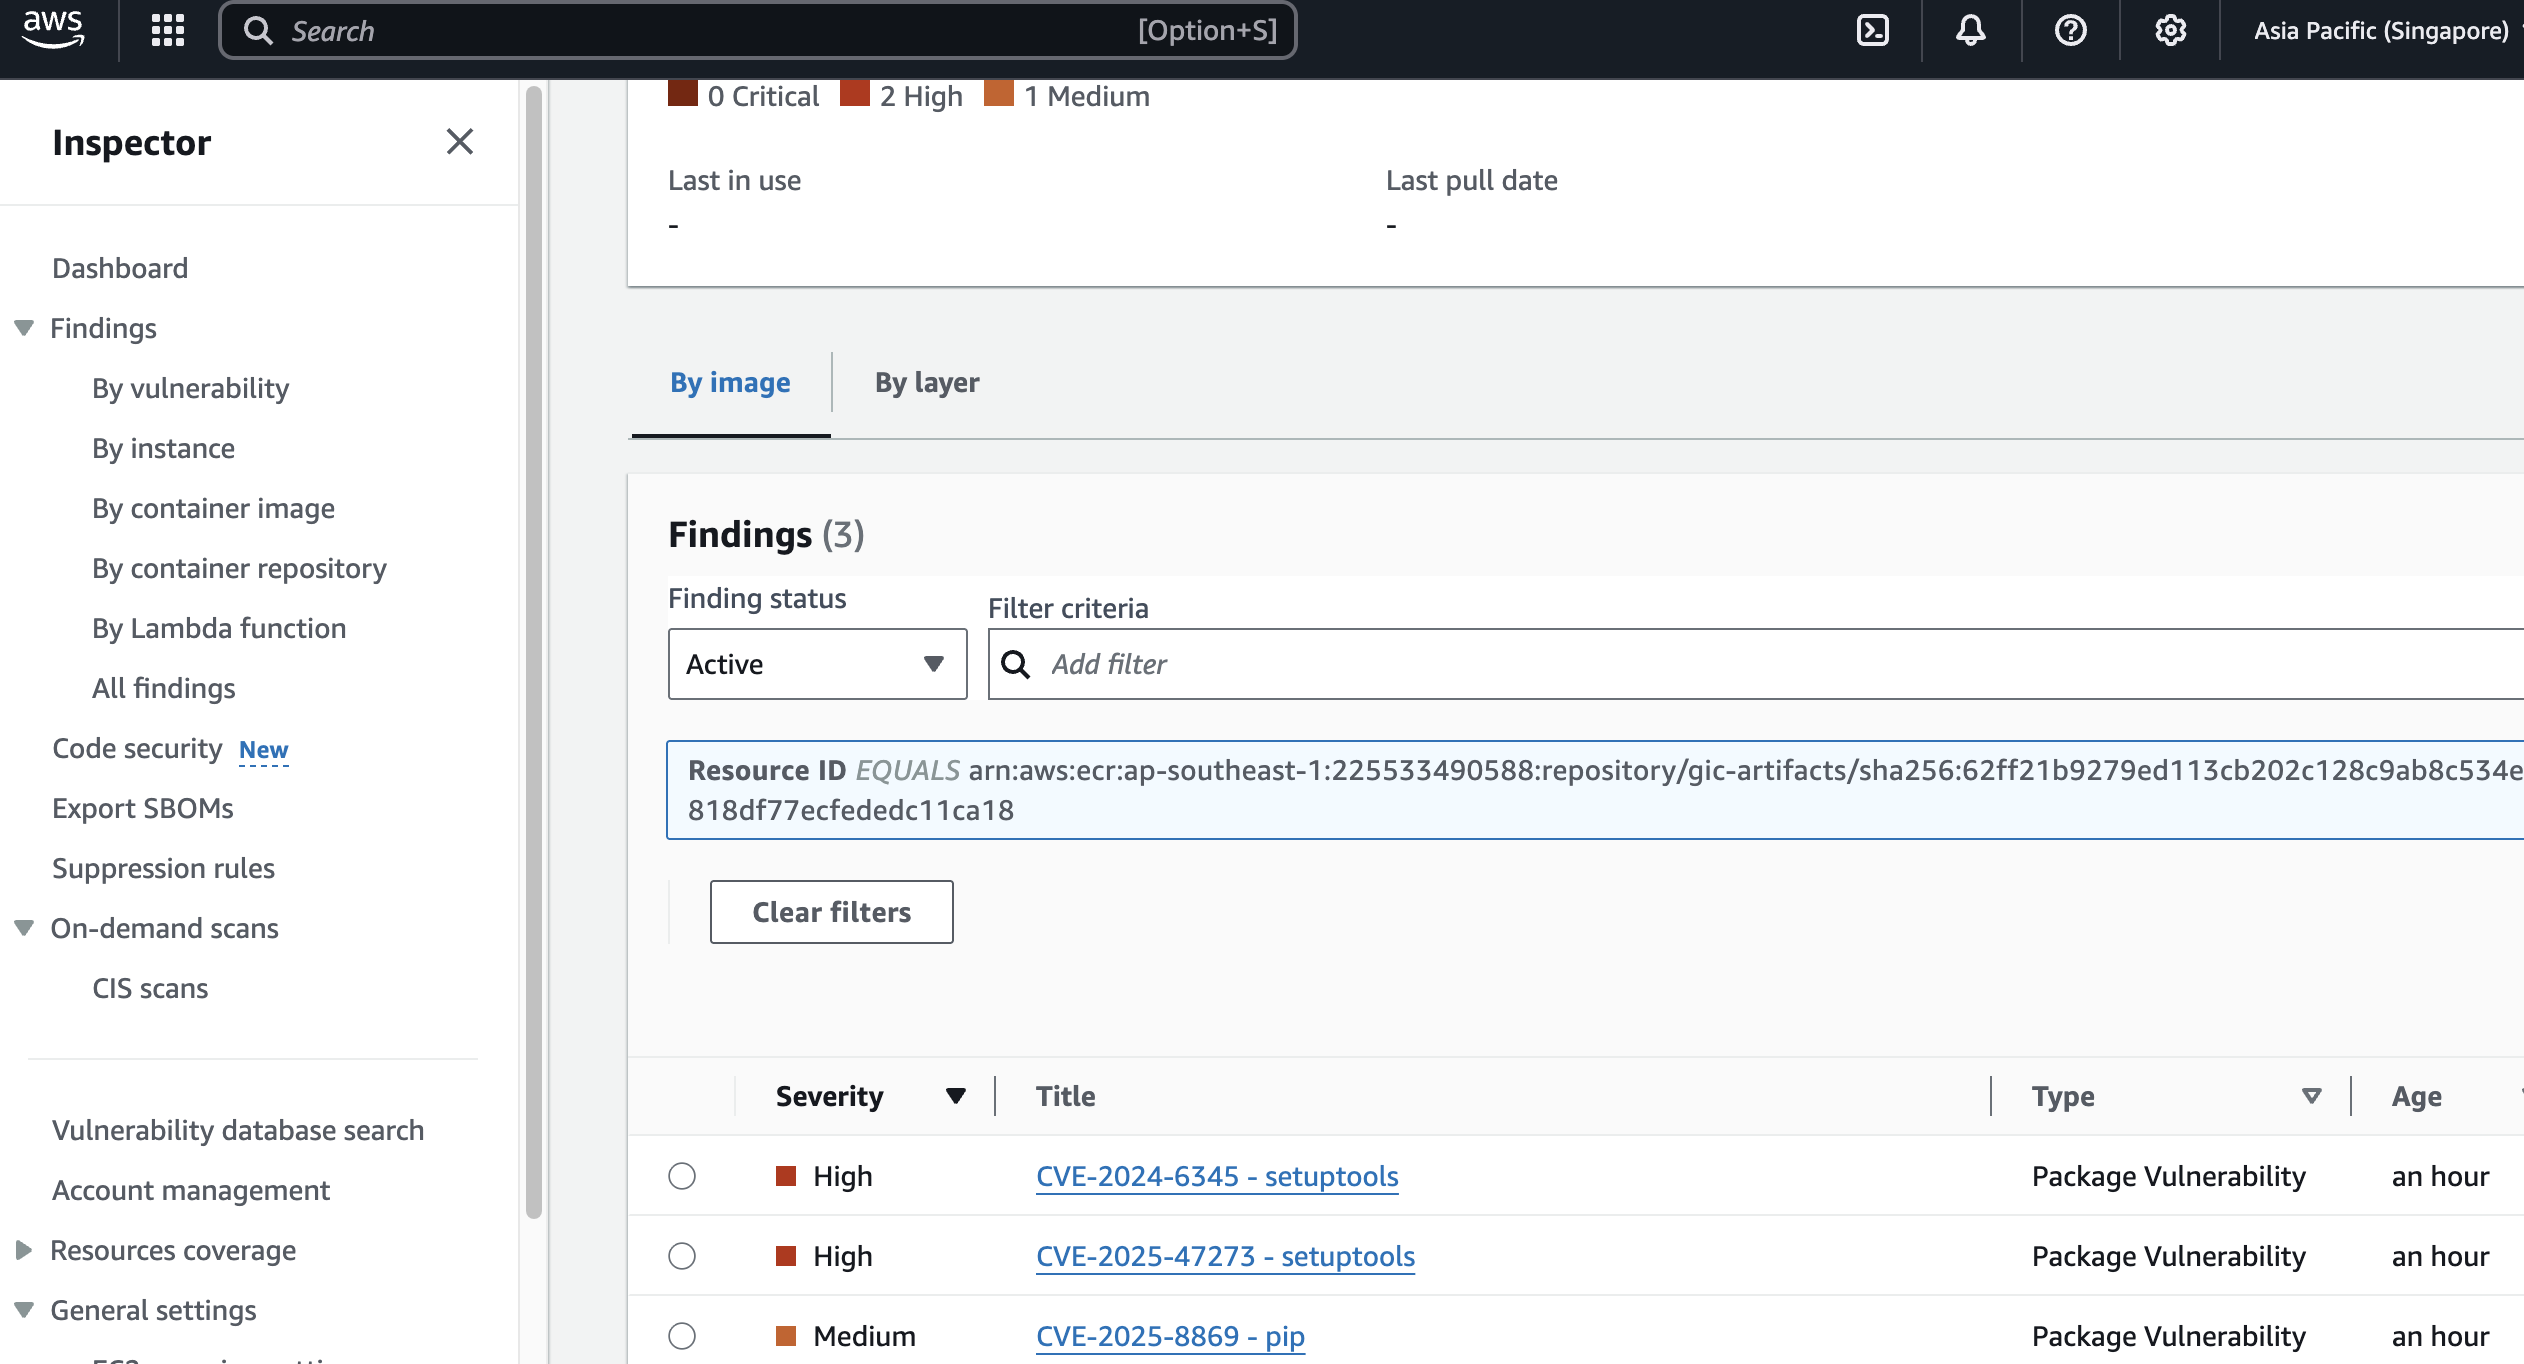 aws
Search [Option+S]
Asia Pacific (Singapore)
Inspector
Dashboard
Findings
By vulnerability
By instance
By container image
By container repository
By Lambda function
All findings
Code security New
Export SBOMs
Suppression rules
On-demand scans
CIS scans
Vulnerability database search
Account management
Resources coverage
General settings
0 Critical 2 High 1 Medium
Last in use
-
Last pull date
-
By image
By layer
Findings (3)
Finding status
Active
Filter criteria
Add filter
Resource ID EQUALS arn:aws:ecr:ap-southeast-1:225533490588:repository/gic-artifacts/sha256:62ff21b9279ed113cb202c128c9ab8c534e
818df77ecfededc11ca18
Clear filters
Severity Title Type Age
High CVE-2024-6345 - setuptools Package Vulnerability an hour
High CVE-2025-47273 - setuptools Package Vulnerability an hour
Medium CVE-2025-8869 - pip Package Vulnerability an hour